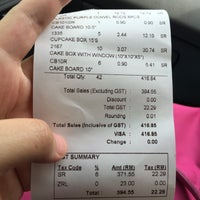 CAKE BOARD 10.5"
1335 5 2.44 12.19 SR
CUPCAKE BOX 10'S
2167 10 3.07 30.74 SR
CAKE BOX WITH WINDOW (10"X10"X5")
CB10R 6 0.90 5.41 SR
CAKE BOARD 10"
Total Qty: 42 416.84
Total Sales (Excluding GST): 394.55
Discount: 0.00
Total GST: 22.29
Rounding: 0.01
Total Sales (Inclusive of GST): 416.85
VISA : 416.85
Change : 0.00
GST SUMMARY
Tax Code % Amt (RM) Tax (RM)
SR 6 371.55 22.29
ZRL 0 23.00 0.00
Total: 394.55 22.29